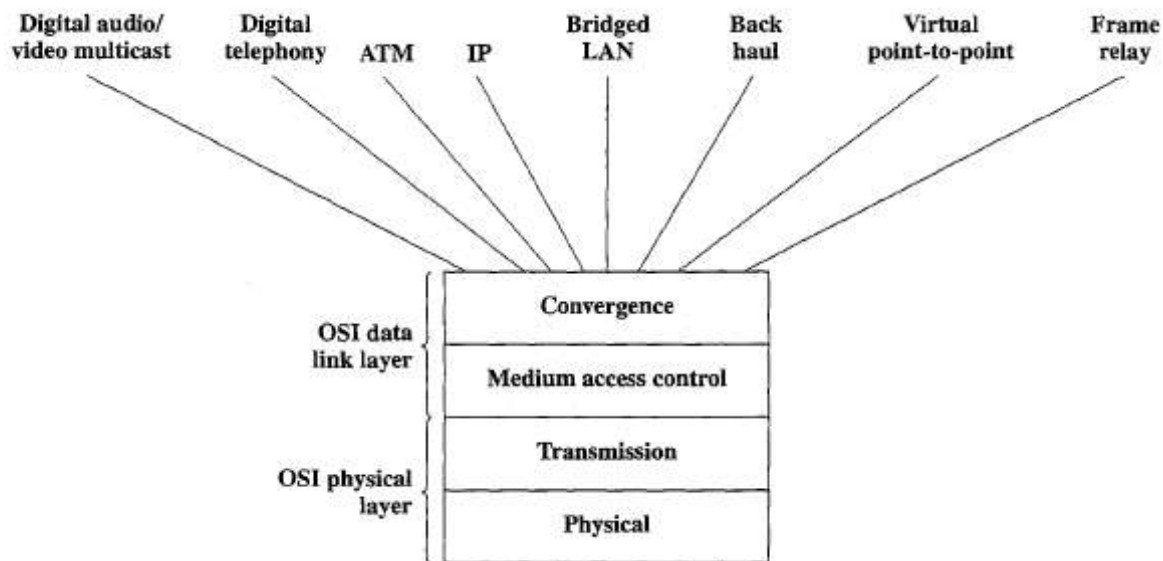 Digital audio/
video multicast
Digital
telephony
ATM
IP
Bridged
LAN
Back
haul
Virtual
point-to-point
Frame
relay
Convergence
OSI data
link layer
Medium access control
Transmission
OSI physical
layer
Physical